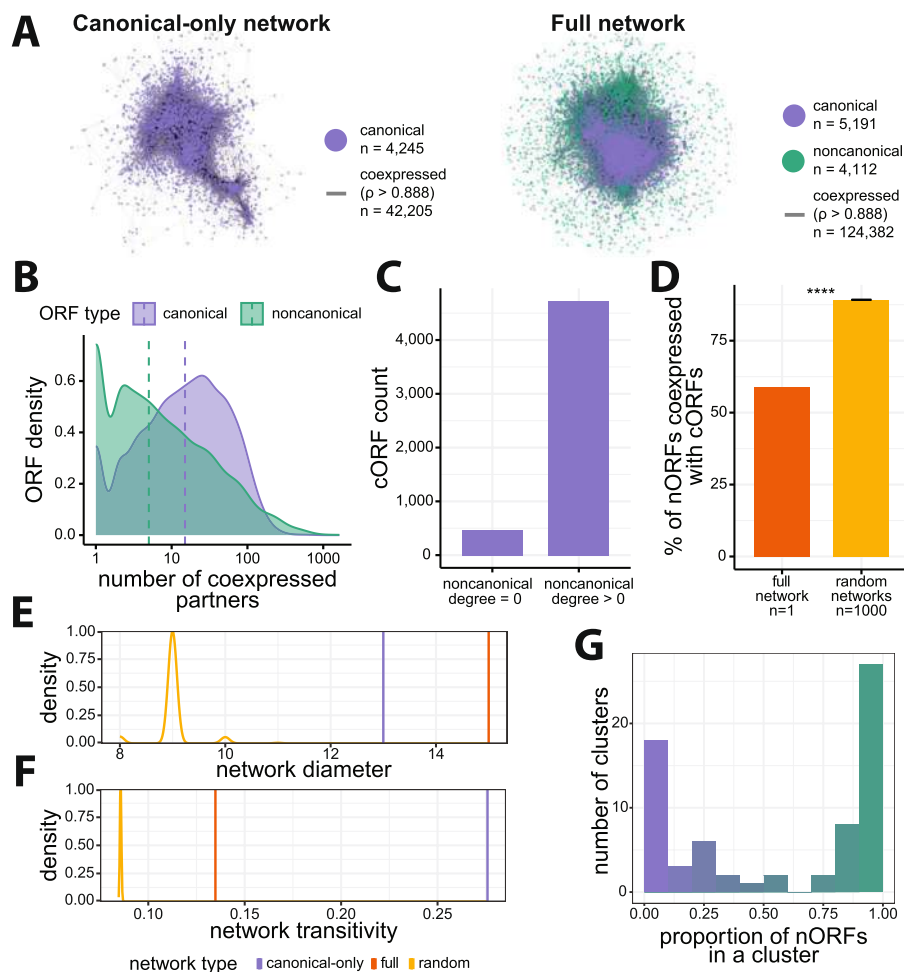 A
Canonical-only network
Full network
canonical
n = 4,245
coexpressed
(ρ > 0.888)
n = 42,205
canonical
n = 5,191
noncanonical
n = 4,112
coexpressed
(ρ > 0.888)
n = 124,382
B
ORF type
canonical
noncanonical
ORF density
0.6
0.4
0.2
0.0
1
10
100
1000
number of coexpressed
partners
C
cORF count
4,000
3,000
2,000
1,000
0
noncanonical
degree = 0
noncanonical
degree > 0
D
% of nORFs coexpressed
with cORFs
****
75
50
25
0
full
network
n=1
random
networks
n=1000
E
density
1.00
0.75
0.50
0.25
0.00
8
10
12
14
network diameter
F
density
1.00
0.75
0.50
0.25
0.00
0.10
0.15
0.20
0.25
network transitivity
network type
canonical-only
full
random
G
number of clusters
20
10
0
0.00
0.25
0.50
0.75
1.00
proportion of nORFs
in a cluster